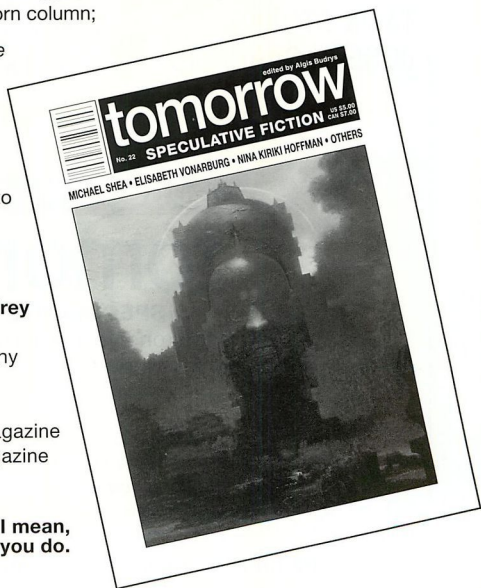 orn column;
e
edited by Algis Budrys
tomorrow
No. 22 SPECULATIVE FICTION US $5.00
CAN $7.00
MICHAEL SHEA • ELISABETH VONARBURG • NINA KIRIKI HOFFMAN • OTHERS
o
rey
ny
gazine
azine
I mean,
you do.